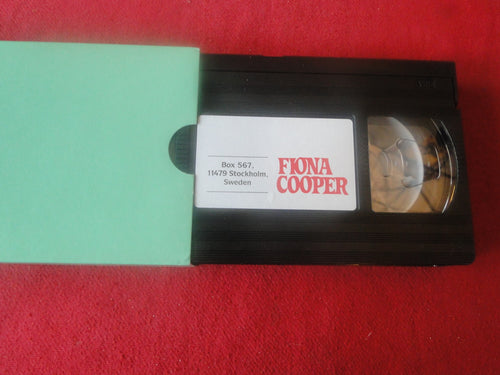 Box 567,
11479 Stockholm,
Sweden
FIONA
COOPER